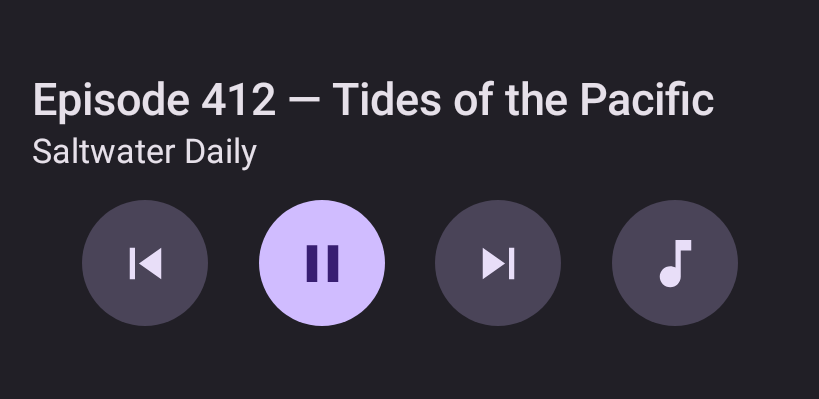 Episode 412 — Tides of the Pacific
Saltwater Daily